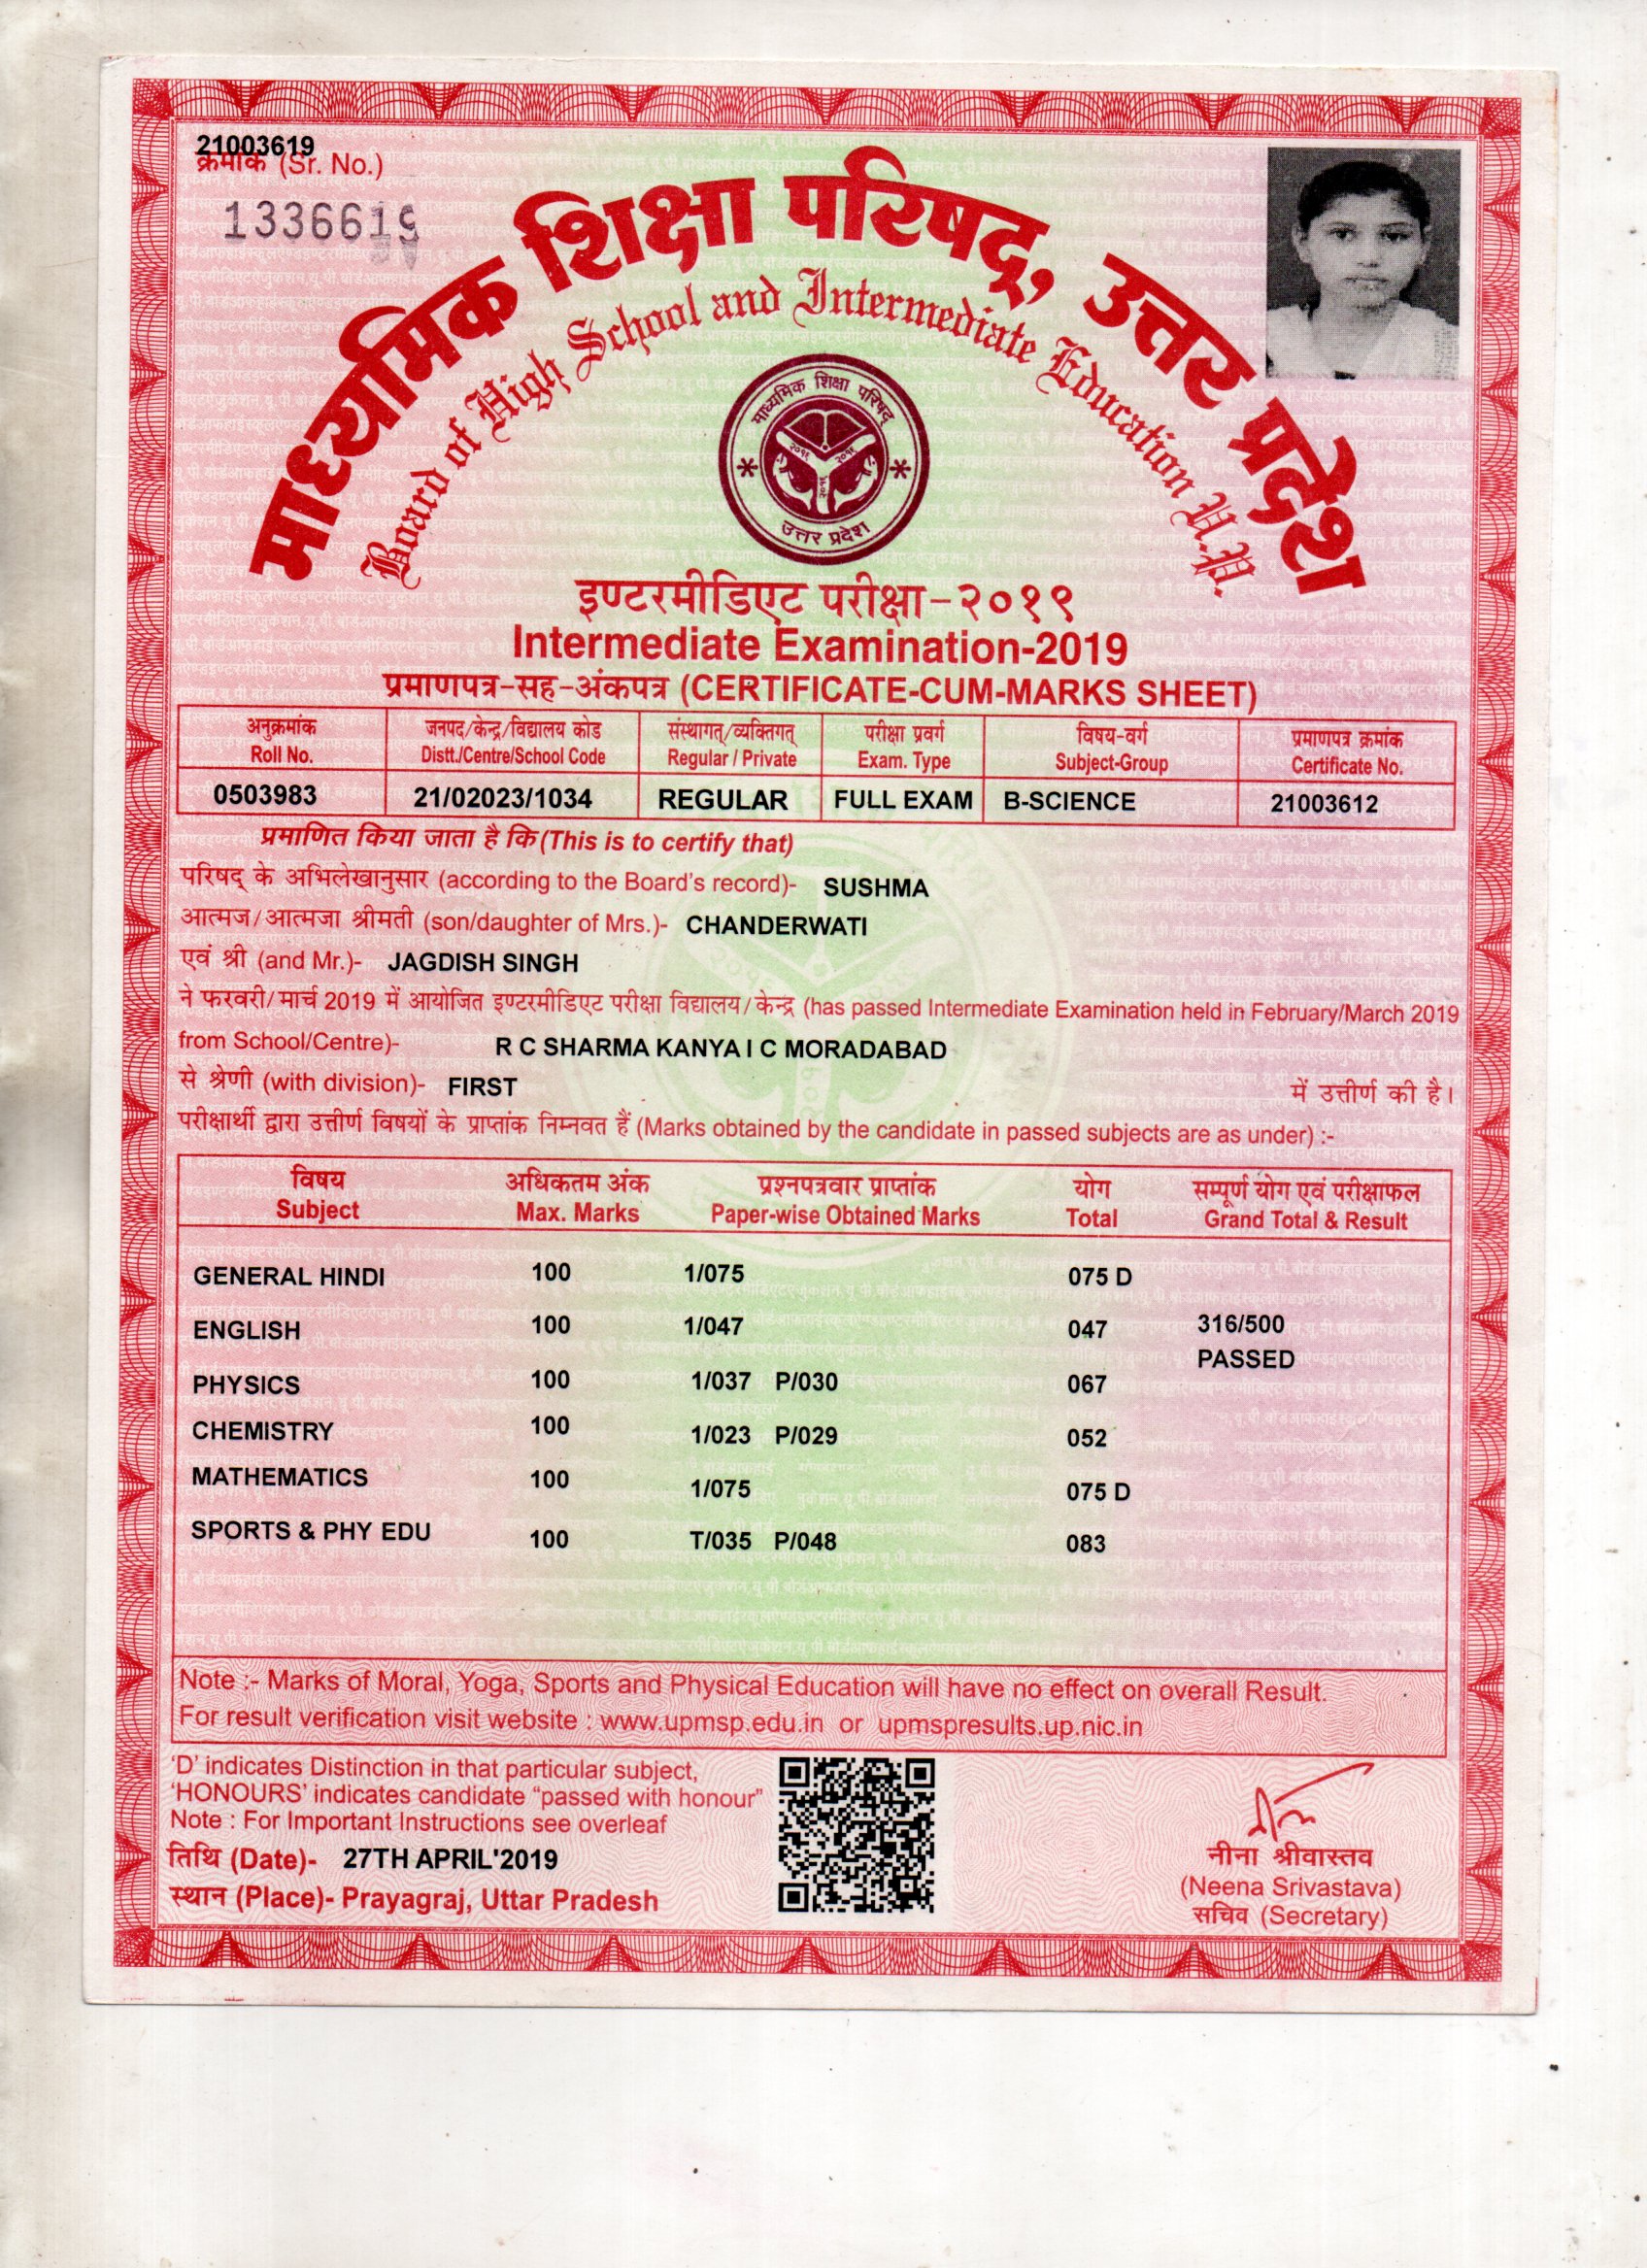 21003619
क्रमांक (Sr. No.)
1336619
माध्यमिक शिक्षा परिषद्, उत्तर प्रदेश
Board of High School and Intermediate Education U.P.
माध्यमिक शिक्षा परिषद्
उत्तर प्रदेश
इण्टरमीडिएट परीक्षा-२०१९
Intermediate Examination-2019
प्रमाणपत्र-सह-अंकपत्र (CERTIFICATE-CUM-MARKS SHEET)
अनुक्रमांक जनपद/केन्द्र/विद्यालय कोड संस्थागत्/व्यक्तिगत् परीक्षा प्रवर्ग विषय-वर्ग प्रमाणपत्र क्रमांक
Roll No. Distt./Centre/School Code Regular / Private Exam. Type Subject-Group Certificate No.
0503983 21/02023/1034 REGULAR FULL EXAM B-SCIENCE 21003612
प्रमाणित किया जाता है कि (This is to certify that)
परिषद् के अभिलेखानुसार (according to the Board's record)- SUSHMA
आत्मज/आत्मजा श्रीमती (son/daughter of Mrs.)- CHANDERWATI
एवं श्री (and Mr.)- JAGDISH SINGH
ने फरवरी/मार्च 2019 में आयोजित इण्टरमीडिएट परीक्षा विद्यालय/केन्द्र (has passed Intermediate Examination held in February/March 2019
from School/Centre)- R C SHARMA KANYA I C MORADABAD
से श्रेणी (with division)- FIRST में उत्तीर्ण की है।
परीक्षार्थी द्वारा उत्तीर्ण विषयों के प्राप्तांक निम्नवत हैं (Marks obtained by the candidate in passed subjects are as under) :-
विषय अधिकतम अंक प्रश्नपत्रवार प्राप्तांक योग सम्पूर्ण योग एवं परीक्षाफल
Subject Max. Marks Paper-wise Obtained Marks Total Grand Total & Result
GENERAL HINDI 100 1/075 075 D
ENGLISH 100 1/047 047 316/500
PASSED
PHYSICS 100 1/037 P/030 067
CHEMISTRY 100 1/023 P/029 052
MATHEMATICS 100 1/075 075 D
SPORTS & PHY EDU 100 T/035 P/048 083
Note :- Marks of Moral, Yoga, Sports and Physical Education will have no effect on overall Result.
For result verification visit website : www.upmsp.edu.in or upmspresults.up.nic.in
'D' indicates Distinction in that particular subject,
'HONOURS' indicates candidate "passed with honour"
Note : For Important Instructions see overleaf
तिथि (Date)- 27TH APRIL'2019
स्थान (Place)- Prayagraj, Uttar Pradesh
नीना श्रीवास्तव
(Neena Srivastava)
सचिव (Secretary)